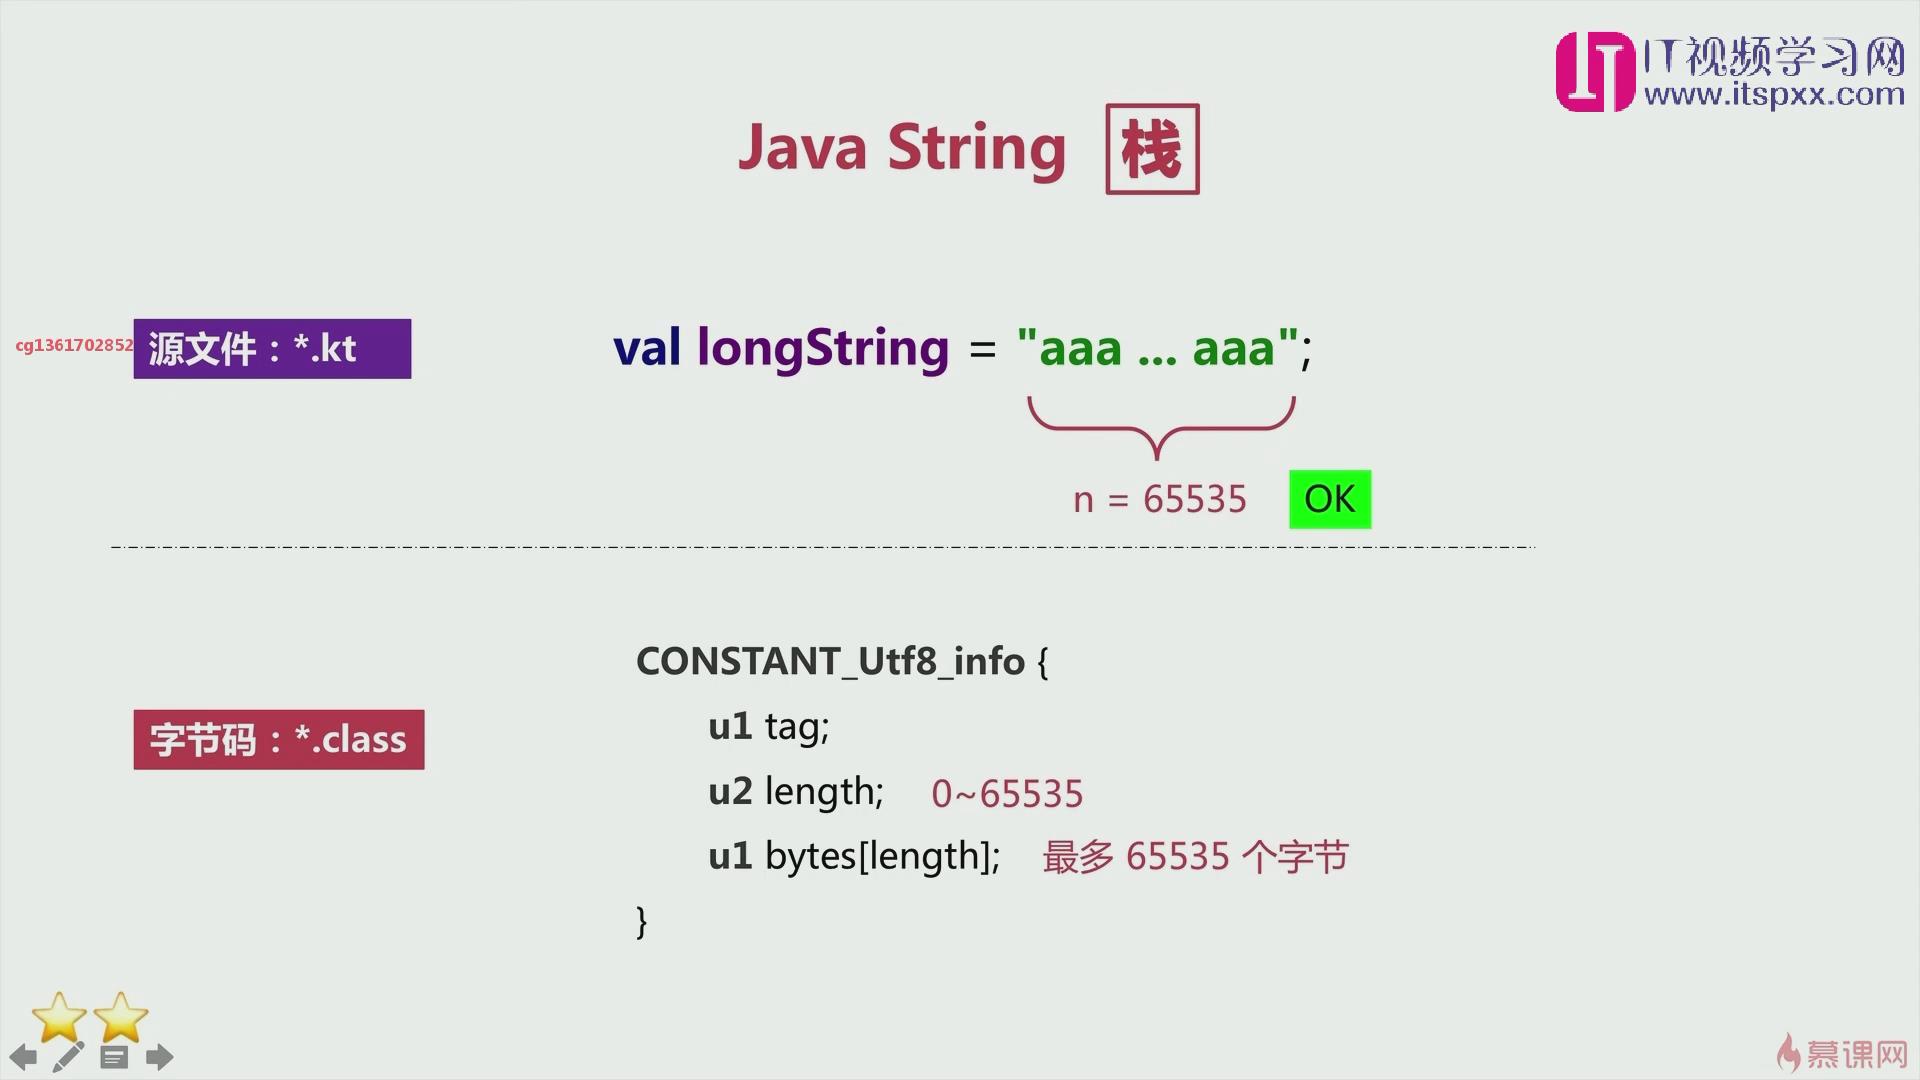 IT视频学习网
www.itspxx.com
Java String 栈
cg1361702852
源文件：*.kt
val longString = "aaa ... aaa";
n = 65535 OK
CONSTANT_Utf8_info {
u1 tag;
字节码：*.class
u2 length; 0~65535
u1 bytes[length]; 最多 65535 个字节
}
慕课网